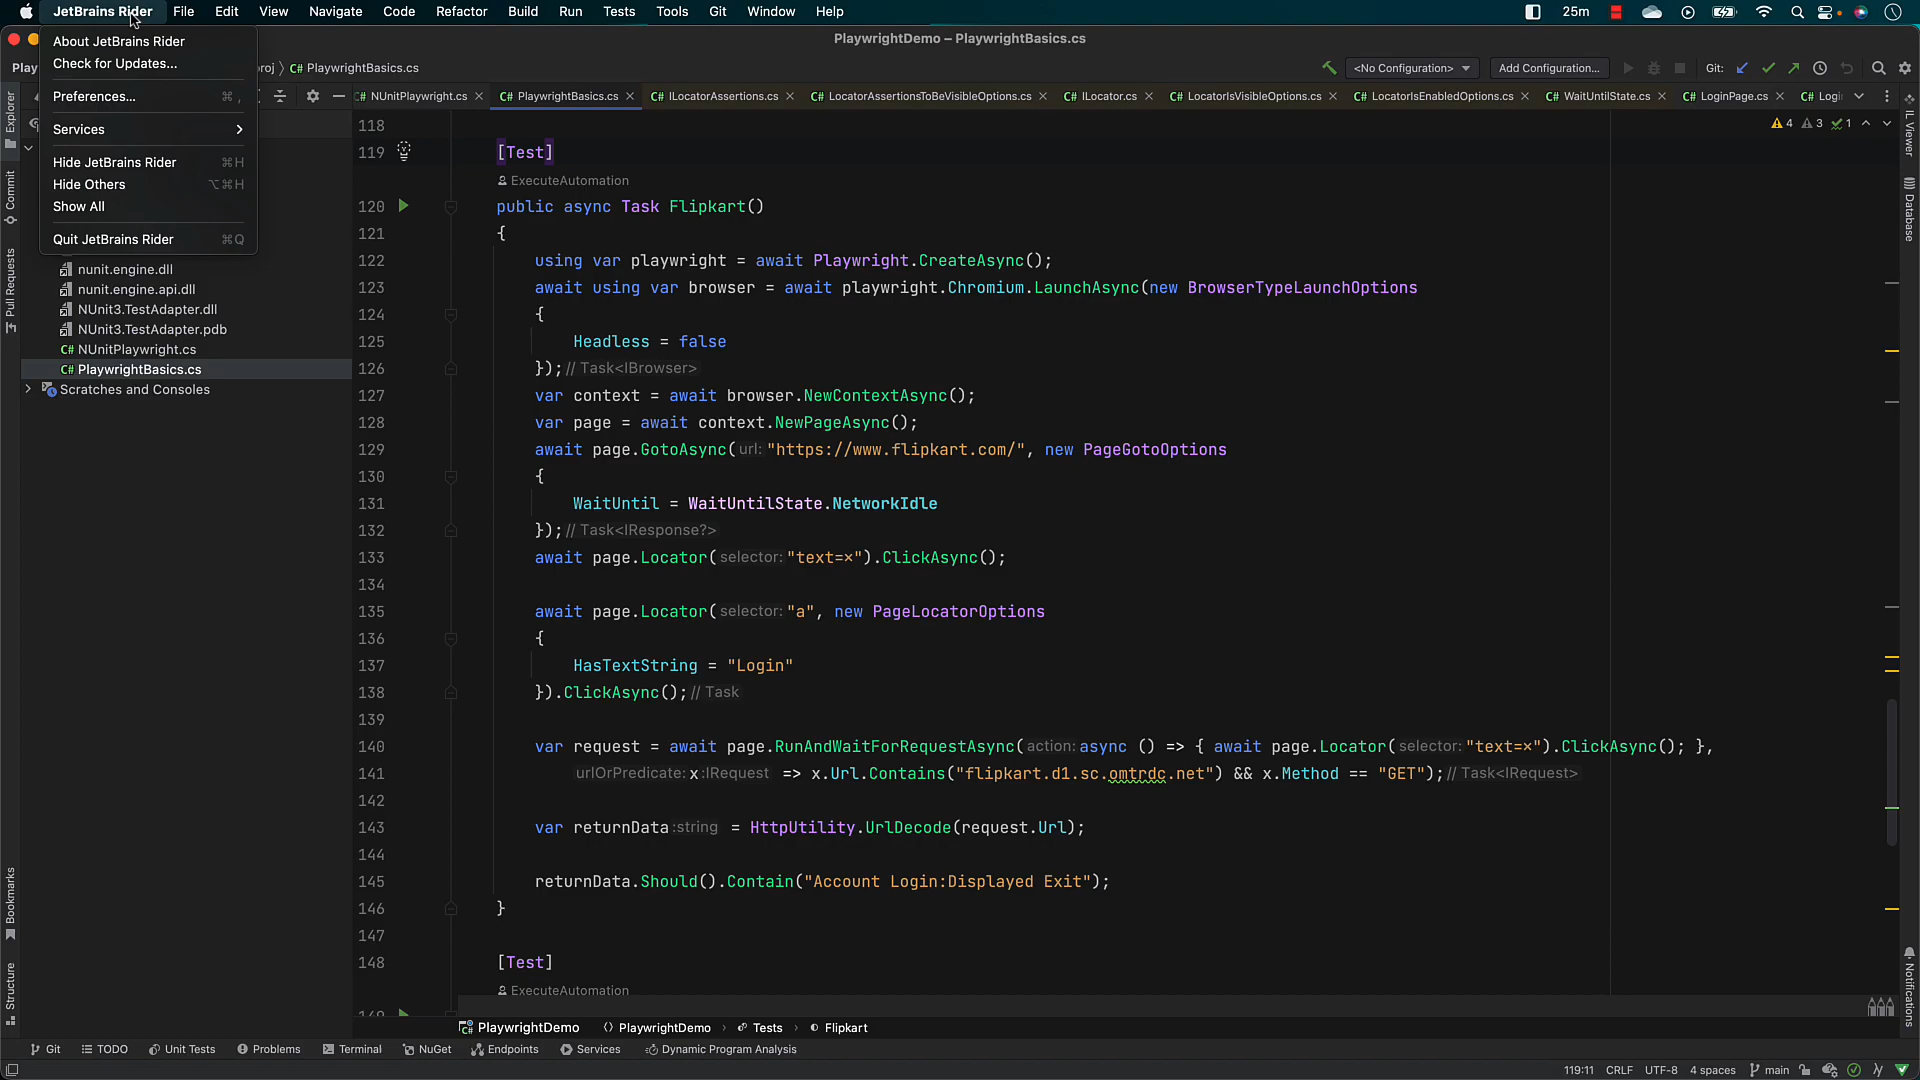 JetBrains Rider File Edit View Navigate Code Refactor Build Run Tests Tools Git Window Help 25m
PlaywrightDemo – PlaywrightBasics.cs
About JetBrains Rider
Check for Updates...
Preferences... ⌘ ,
Services
Hide JetBrains Rider ⌘H
Hide Others ⌥⌘H
Show All
Quit JetBrains Rider ⌘Q
Play roj C# PlaywrightBasics.cs <No Configuration> Add Configuration... Git:
C# NUnitPlaywright.cs C# PlaywrightBasics.cs C# ILocatorAssertions.cs C# LocatorAssertionsToBeVisibleOptions.cs C# ILocator.cs C# LocatorIsVisibleOptions.cs C# LocatorIsEnabledOptions.cs C# WaitUntilState.cs C# LoginPage.cs C# Logi
4 3 1
Explorer
Commit
Pull Requests
Bookmarks
Structure
nunit.engine.dll
nunit.engine.api.dll
NUnit3.TestAdapter.dll
NUnit3.TestAdapter.pdb
C# NUnitPlaywright.cs
C# PlaywrightBasics.cs
Scratches and Consoles
118
119 [Test]
ExecuteAutomation
120 public async Task Flipkart()
121 {
122 using var playwright = await Playwright.CreateAsync();
123 await using var browser = await playwright.Chromium.LaunchAsync(new BrowserTypeLaunchOptions
124 {
125 Headless = false
126 }); // Task<IBrowser>
127 var context = await browser.NewContextAsync();
128 var page = await context.NewPageAsync();
129 await page.GotoAsync( url: "https://www.flipkart.com/", new PageGotoOptions
130 {
131 WaitUntil = WaitUntilState.NetworkIdle
132 }); // Task<IResponse?>
133 await page.Locator( selector: "text=×").ClickAsync();
134
135 await page.Locator( selector: "a", new PageLocatorOptions
136 {
137 HasTextString = "Login"
138 }).ClickAsync(); // Task
139
140 var request = await page.RunAndWaitForRequestAsync( action: async () => { await page.Locator( selector: "text=×").ClickAsync(); },
141 urlOrPredicate: x :IRequest => x.Url.Contains("flipkart.d1.sc.omtrdc.net") && x.Method == "GET"); // Task<IRequest>
142
143 var returnData :string = HttpUtility.UrlDecode(request.Url);
144
145 returnData.Should().Contain("Account Login:Displayed Exit");
146 }
147
148 [Test]
ExecuteAutomation
IL Viewer
Database
Notifications
PlaywrightDemo PlaywrightDemo Tests Flipkart
Git TODO Unit Tests Problems Terminal NuGet Endpoints Services Dynamic Program Analysis
119:11 CRLF UTF-8 4 spaces main